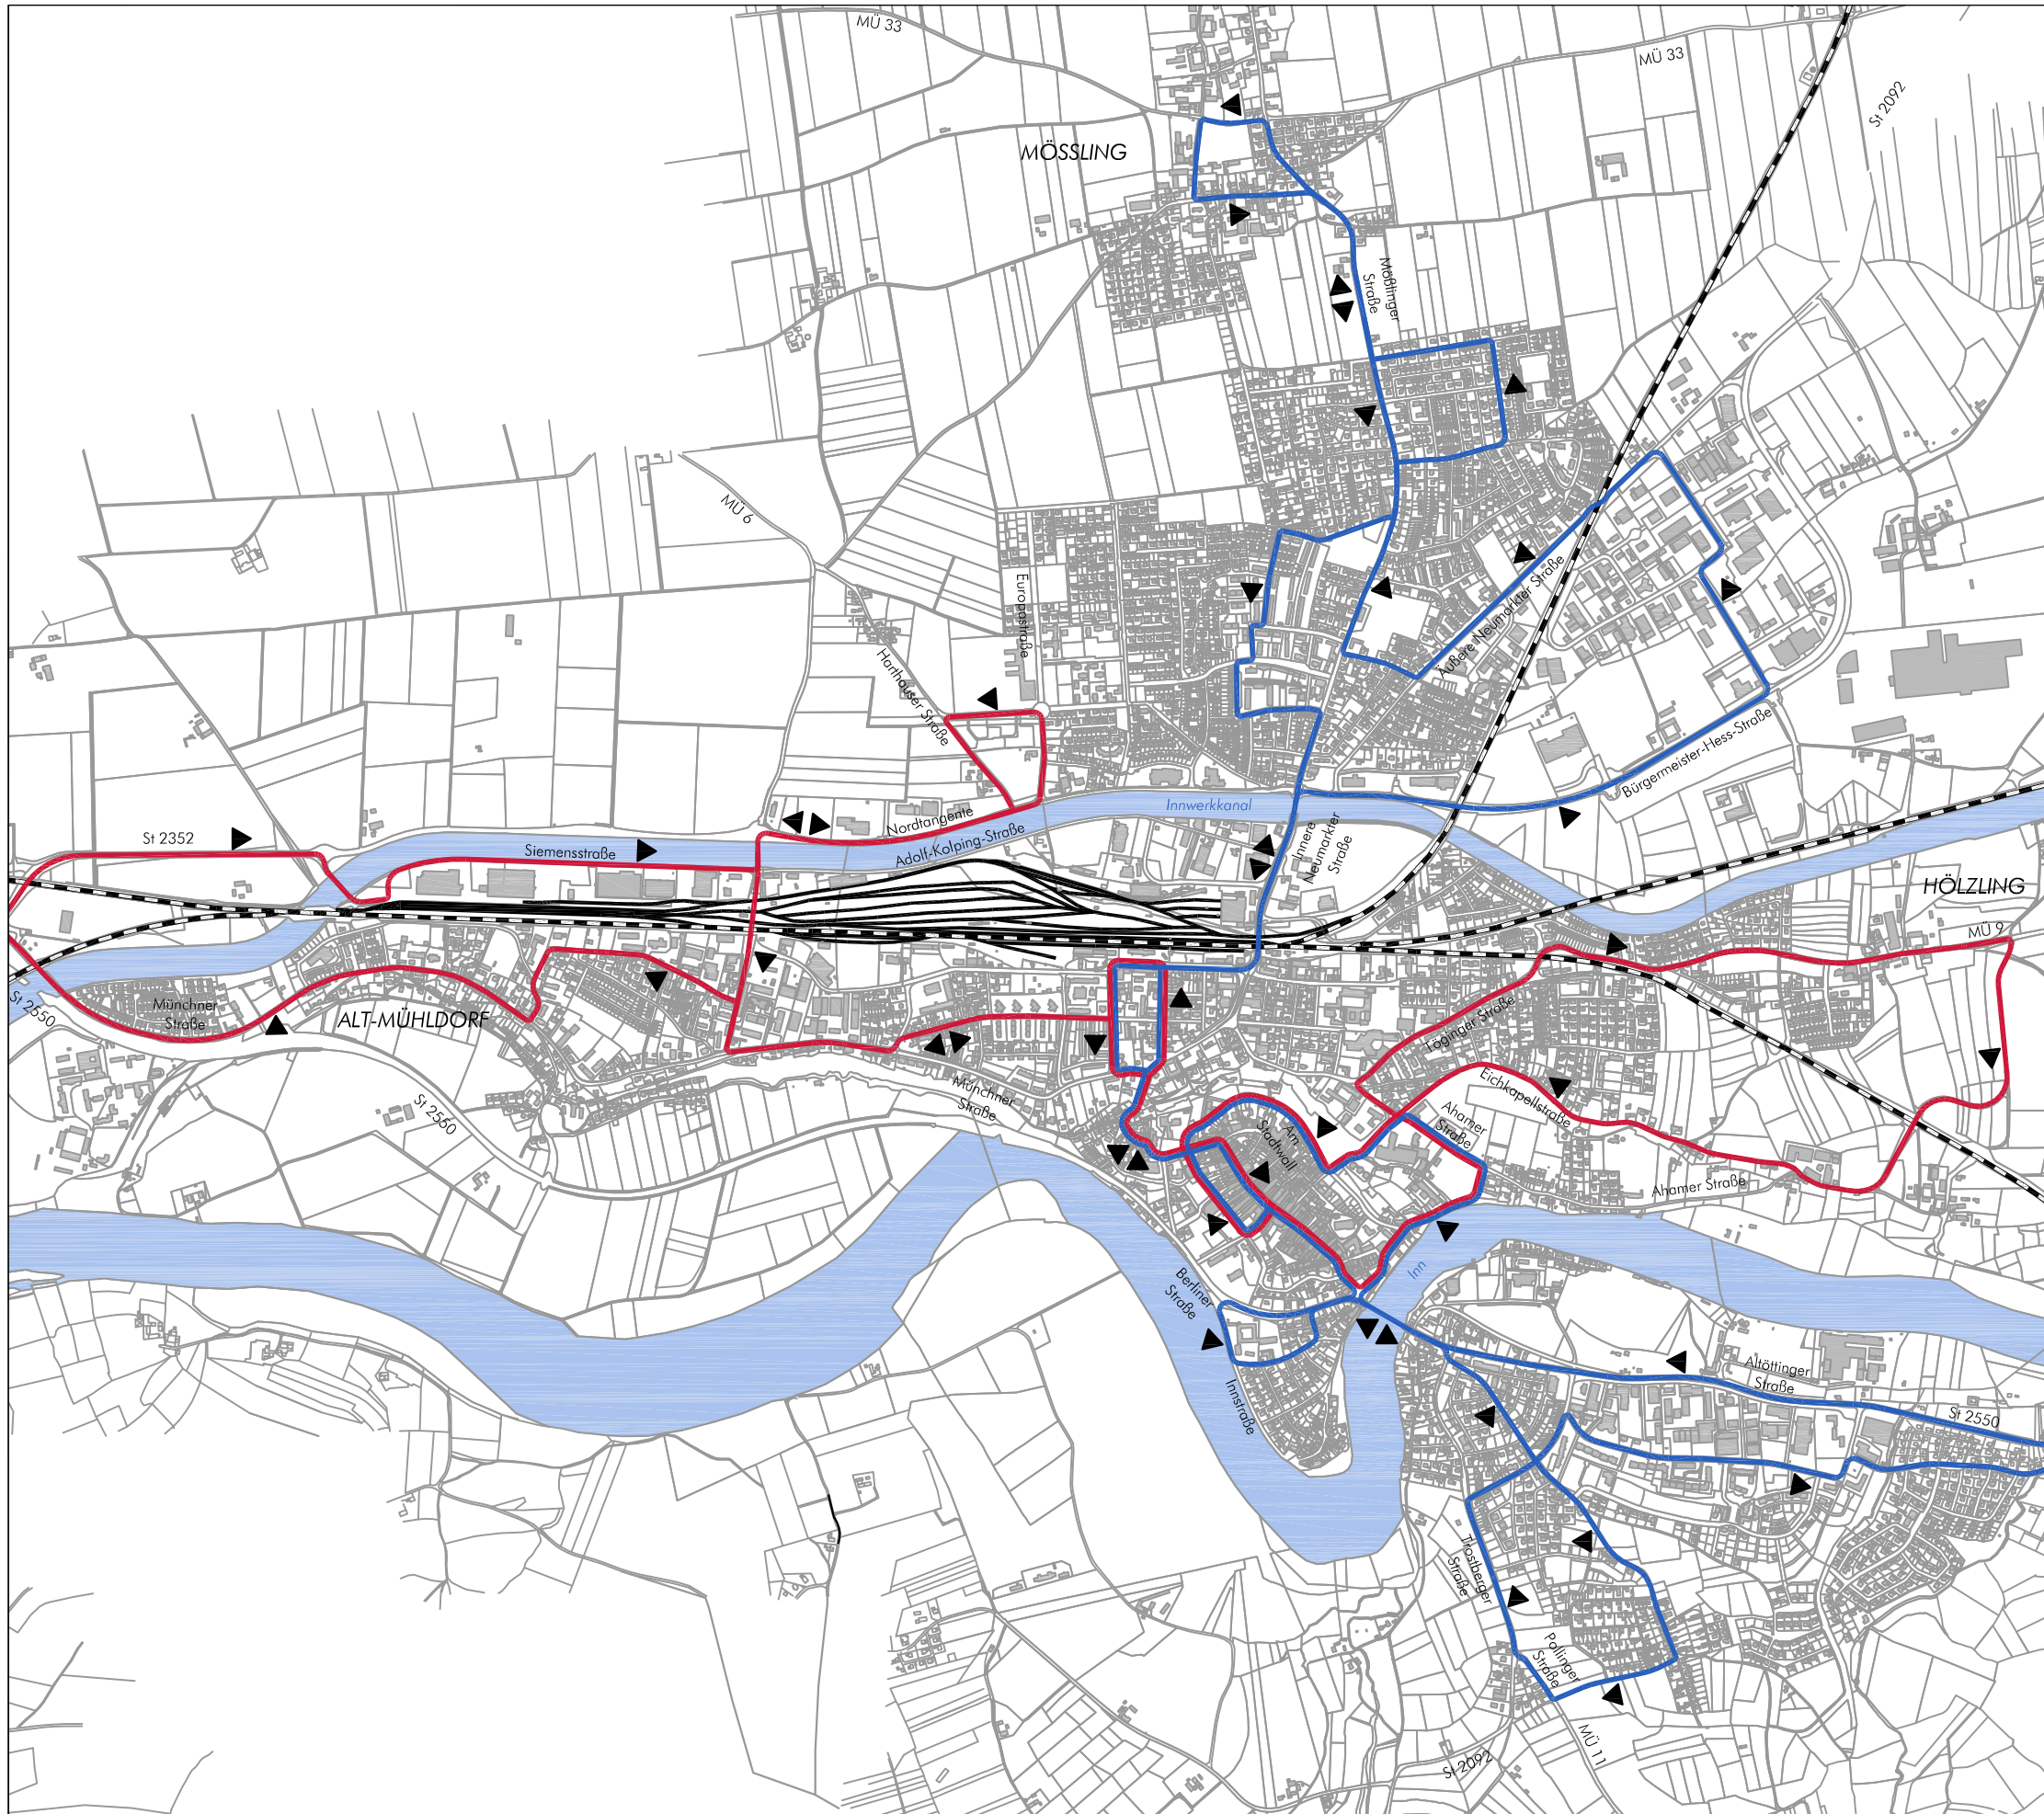 MÜ 33
MÜ 33
St 2092
MÖSSLING
Mößlinger
Straße
MÜ 6
Europastraße
Harthauser Straße
Äußere Neumarkter Straße
Bürgermeister-Hess-Straße
Innwerkkanal
Nordtangente
Adolf-Kolping-Straße
Innere
Neumarkter
Straße
St 2352
Siemensstraße
HÖLZLING
MÜ 9
St 2550
Münchner
Straße
ALT-MÜHLDORF
Töginger Straße
Eichkapellstraße
Münchner
Straße
St 2550
Ahamer
Straße
Am
Stadtwall
Ahamer Straße
Inn
Berliner
Straße
Innstraße
Altöttinger
Straße
St 2550
Trostberger
Straße
Pollinger
Straße
MÜ 11
St 2092